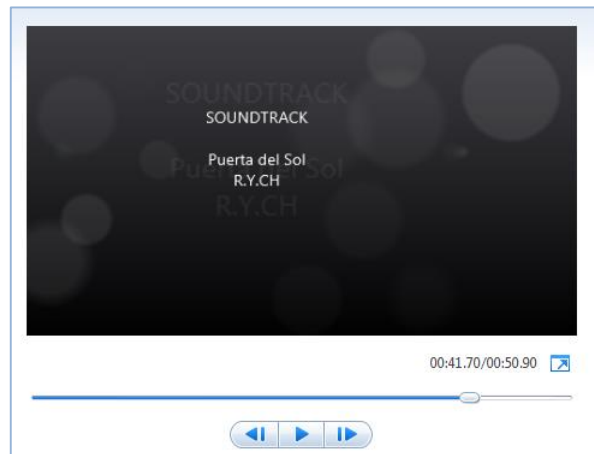 SOUNDTRACK
SOUNDTRACK
Puerta del Sol
Puerta del Sol
R.Y.CH
R.Y.CH
00:41.70/00:50.90